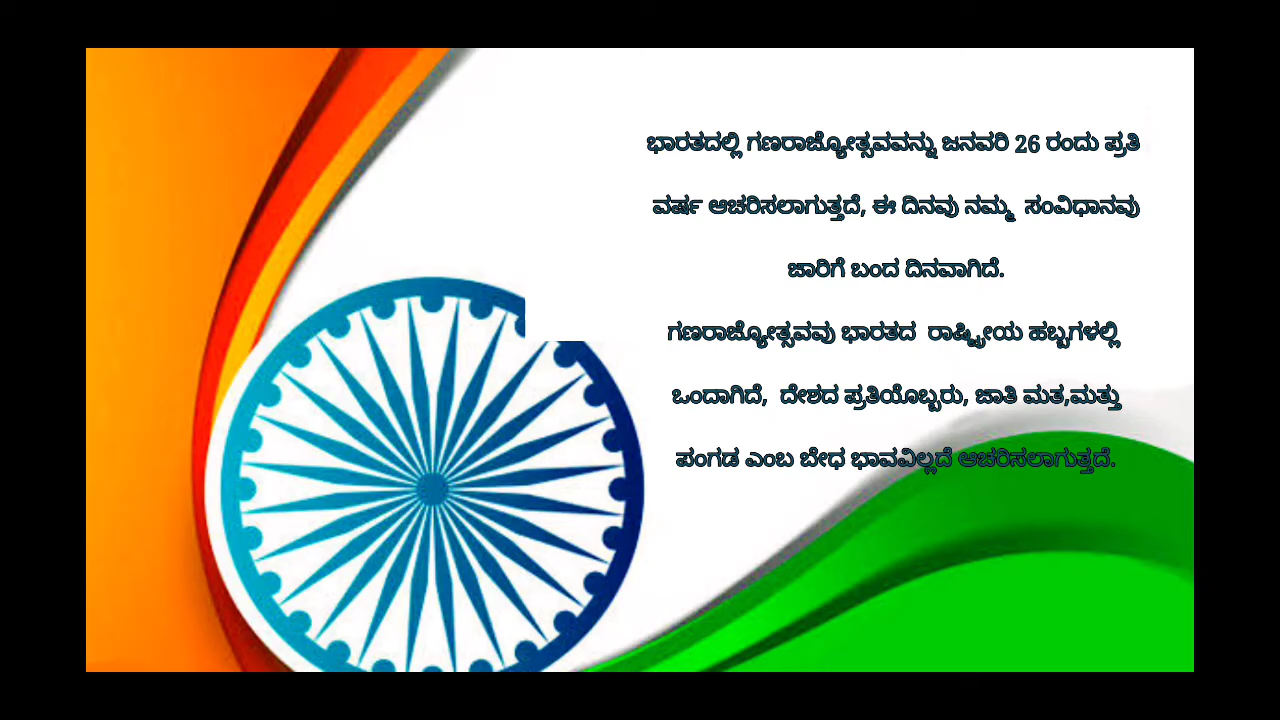 ಭಾರತದಲ್ಲಿ ಗಣರಾಜ್ಯೋತ್ಸವವನ್ನು ಜನವರಿ 26 ರಂದು ಪ್ರತಿ
ವರ್ಷ ಆಚರಿಸಲಾಗುತ್ತದೆ, ಈ ದಿನವು ನಮ್ಮ ಸಂವಿಧಾನವು
ಜಾರಿಗೆ ಬಂದ ದಿನವಾಗಿದೆ.
ಗಣರಾಜ್ಯೋತ್ಸವವು ಭಾರತದ ರಾಷ್ಟ್ರೀಯ ಹಬ್ಬಗಳಲ್ಲಿ
ಒಂದಾಗಿದೆ, ದೇಶದ ಪ್ರತಿಯೊಬ್ಬರು, ಜಾತಿ ಮತ,ಮತ್ತು
ಪಂಗಡ ಎಂಬ ಬೇಧ ಭಾವವಿಲ್ಲದೆ ಆಚರಿಸಲಾಗುತ್ತದೆ.